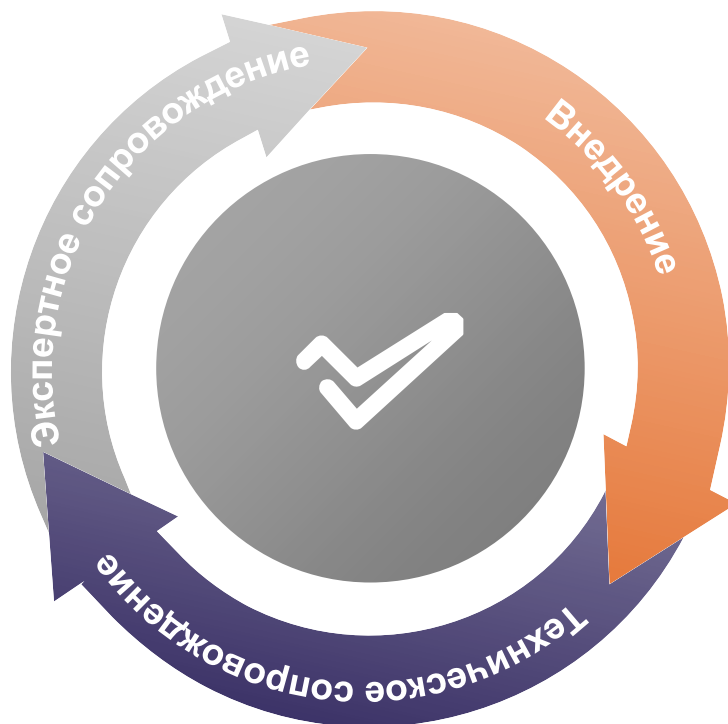 Экспертное сопровождение
Внедрение
Техническое сопровождение